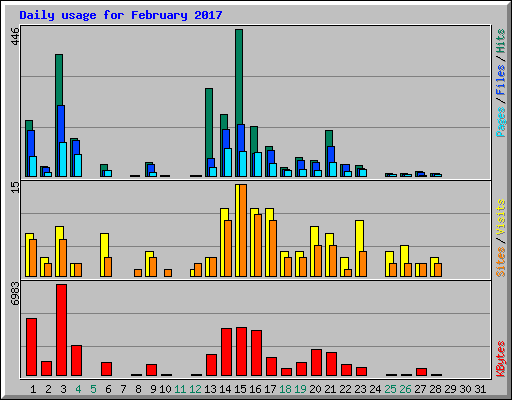 Daily usage for February 2017
446
Pages / Files / Hits
15
Sites / Visits
6983
KBytes
1 2 3 4 5 6 7 8 9 10 11 12 13 14 15 16 17 18 19 20 21 22 23 24 25 26 27 28 29 30 31